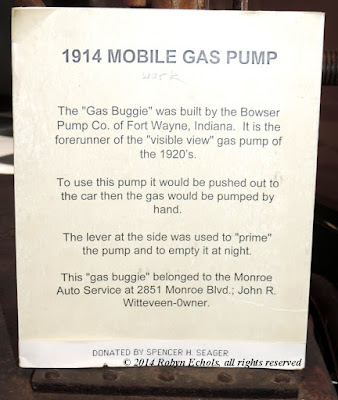 1914 MOBILE GAS PUMP
work
The "Gas Buggie" was built by the Bowser
Pump Co. of Fort Wayne, Indiana. It is the
forerunner of the "visible view" gas pump of
the 1920's.
To use this pump it would be pushed out to
the car then the gas would be pumped by
hand.
The lever at the side was used to "prime"
the pump and to empty it at night.
This "gas buggie" belonged to the Monroe
Auto Service at 2851 Monroe Blvd.; John R.
Witteveen-0wner.
DONATED BY SPENCER H. SEAGER
© 2014 Robyn Echols, all rights reserved